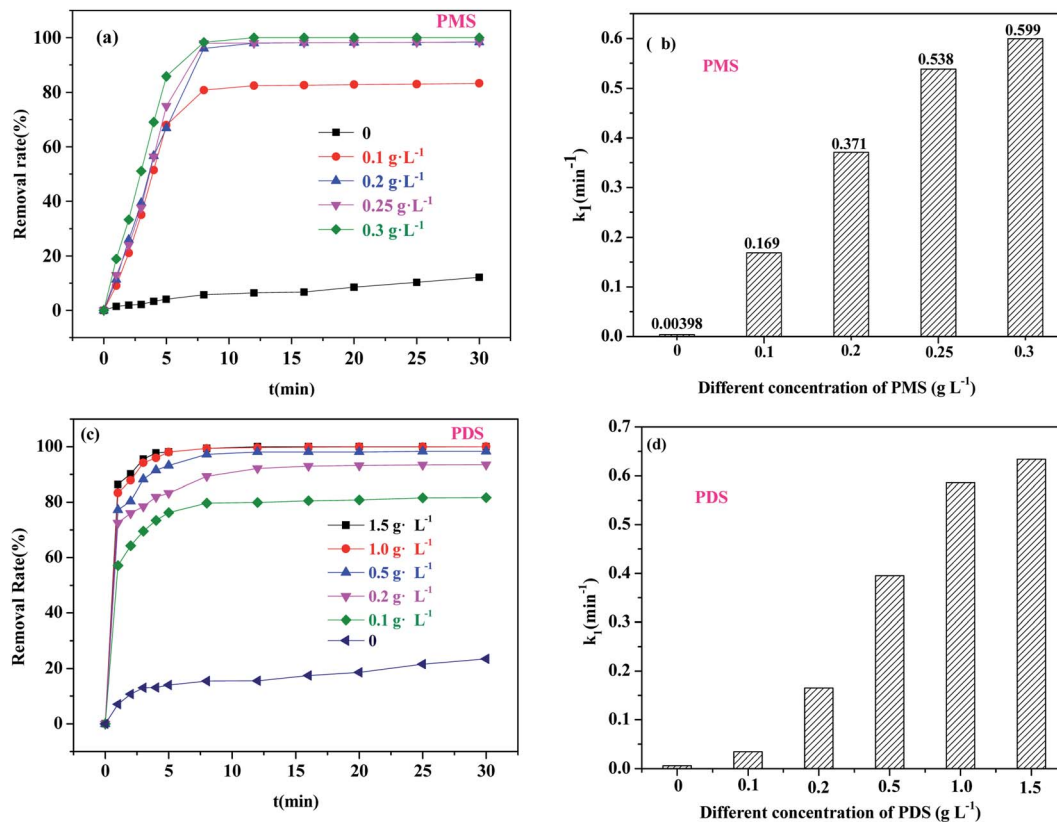 (a)
PMS
100
80
60
40
20
0
Removal rate(%)
0
0.1 g·L⁻¹
0.2 g·L⁻¹
0.25 g·L⁻¹
0.3 g·L⁻¹
0 5 10 15 20 25 30
t(min)
( b)
PMS
0.6
0.5
0.4
0.3
0.2
0.1
0.0
k1(min⁻¹)
0.00398
0.169
0.371
0.538
0.599
0 0.1 0.2 0.25 0.3
Different concentration of PMS (g L⁻¹)
(c)
PDS
100
80
60
40
20
0
Removal Rate(%)
1.5 g· L⁻¹
1.0 g· L⁻¹
0.5 g· L⁻¹
0.2 g· L⁻¹
0.1 g· L⁻¹
0
0 5 10 15 20 25 30
t(min)
(d)
PDS
0.7
0.6
0.5
0.4
0.3
0.2
0.1
0.0
k1(min⁻¹)
0 0.1 0.2 0.5 1.0 1.5
Different concentration of PDS (g L⁻¹)